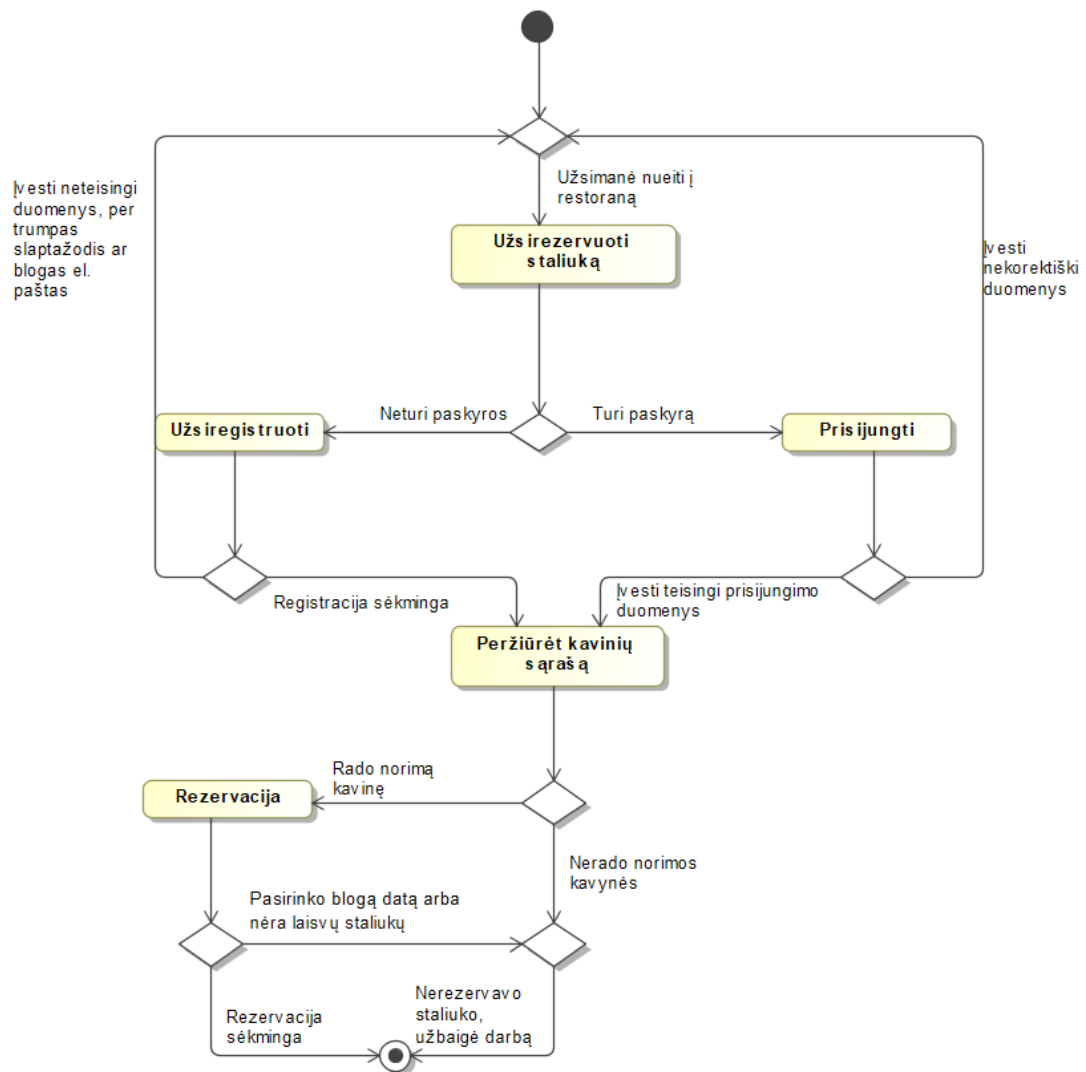 Užsimanė nueiti į
restoraną
Įvesti neteisingi
duomenys, per
trumpas
slaptažodis ar
blogas el.
paštas
Užsirezervuoti
staliuką
Įvesti
nekorektiški
duomenys
Neturi paskyros
Turi paskyrą
Užsiregistruoti
Prisijungti
Registracija sėkminga
Įvesti teisingi prisijungimo
duomenys
Peržiūrėt kavinių
sąrašą
Rado norimą
kavinę
Rezervacija
Nerado norimos
kavynės
Pasirinko blogą datą arba
nėra laisvų staliukų
Rezervacija
sėkminga
Nerezervavo
staliuko,
užbaigė darbą